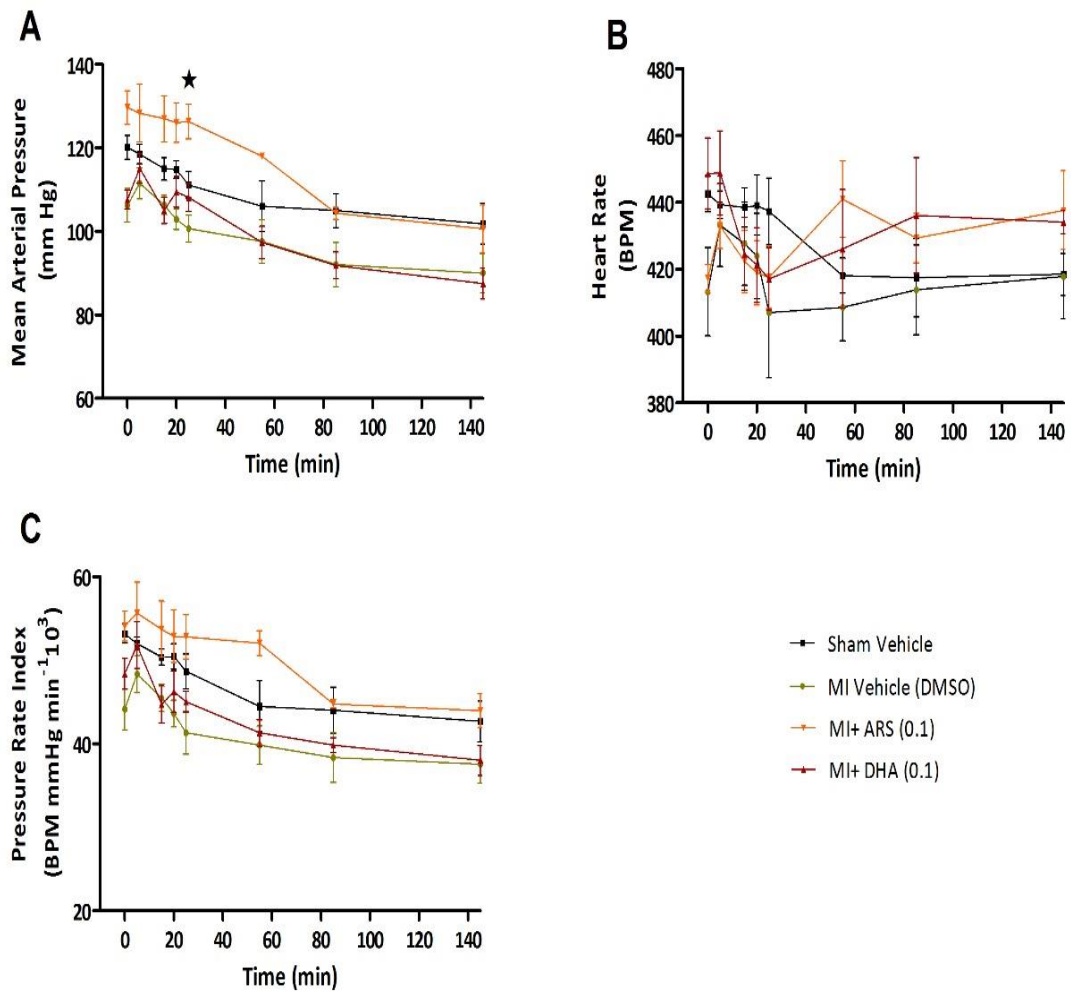 A
Mean Arterial Pressure
(mm Hg)
140
120
100
80
60
0 20 40 60 80 100 120 140
Time (min)
B
Heart Rate
(BPM)
480
460
440
420
400
380
0 20 40 60 80 100 120 140
Time (min)
C
Pressure Rate Index
(BPM mmHg min⁻¹10³)
60
40
20
0 20 40 60 80 100 120 140
Time (min)
Sham Vehicle
MI Vehicle (DMSO)
MI+ ARS (0.1)
MI+ DHA (0.1)